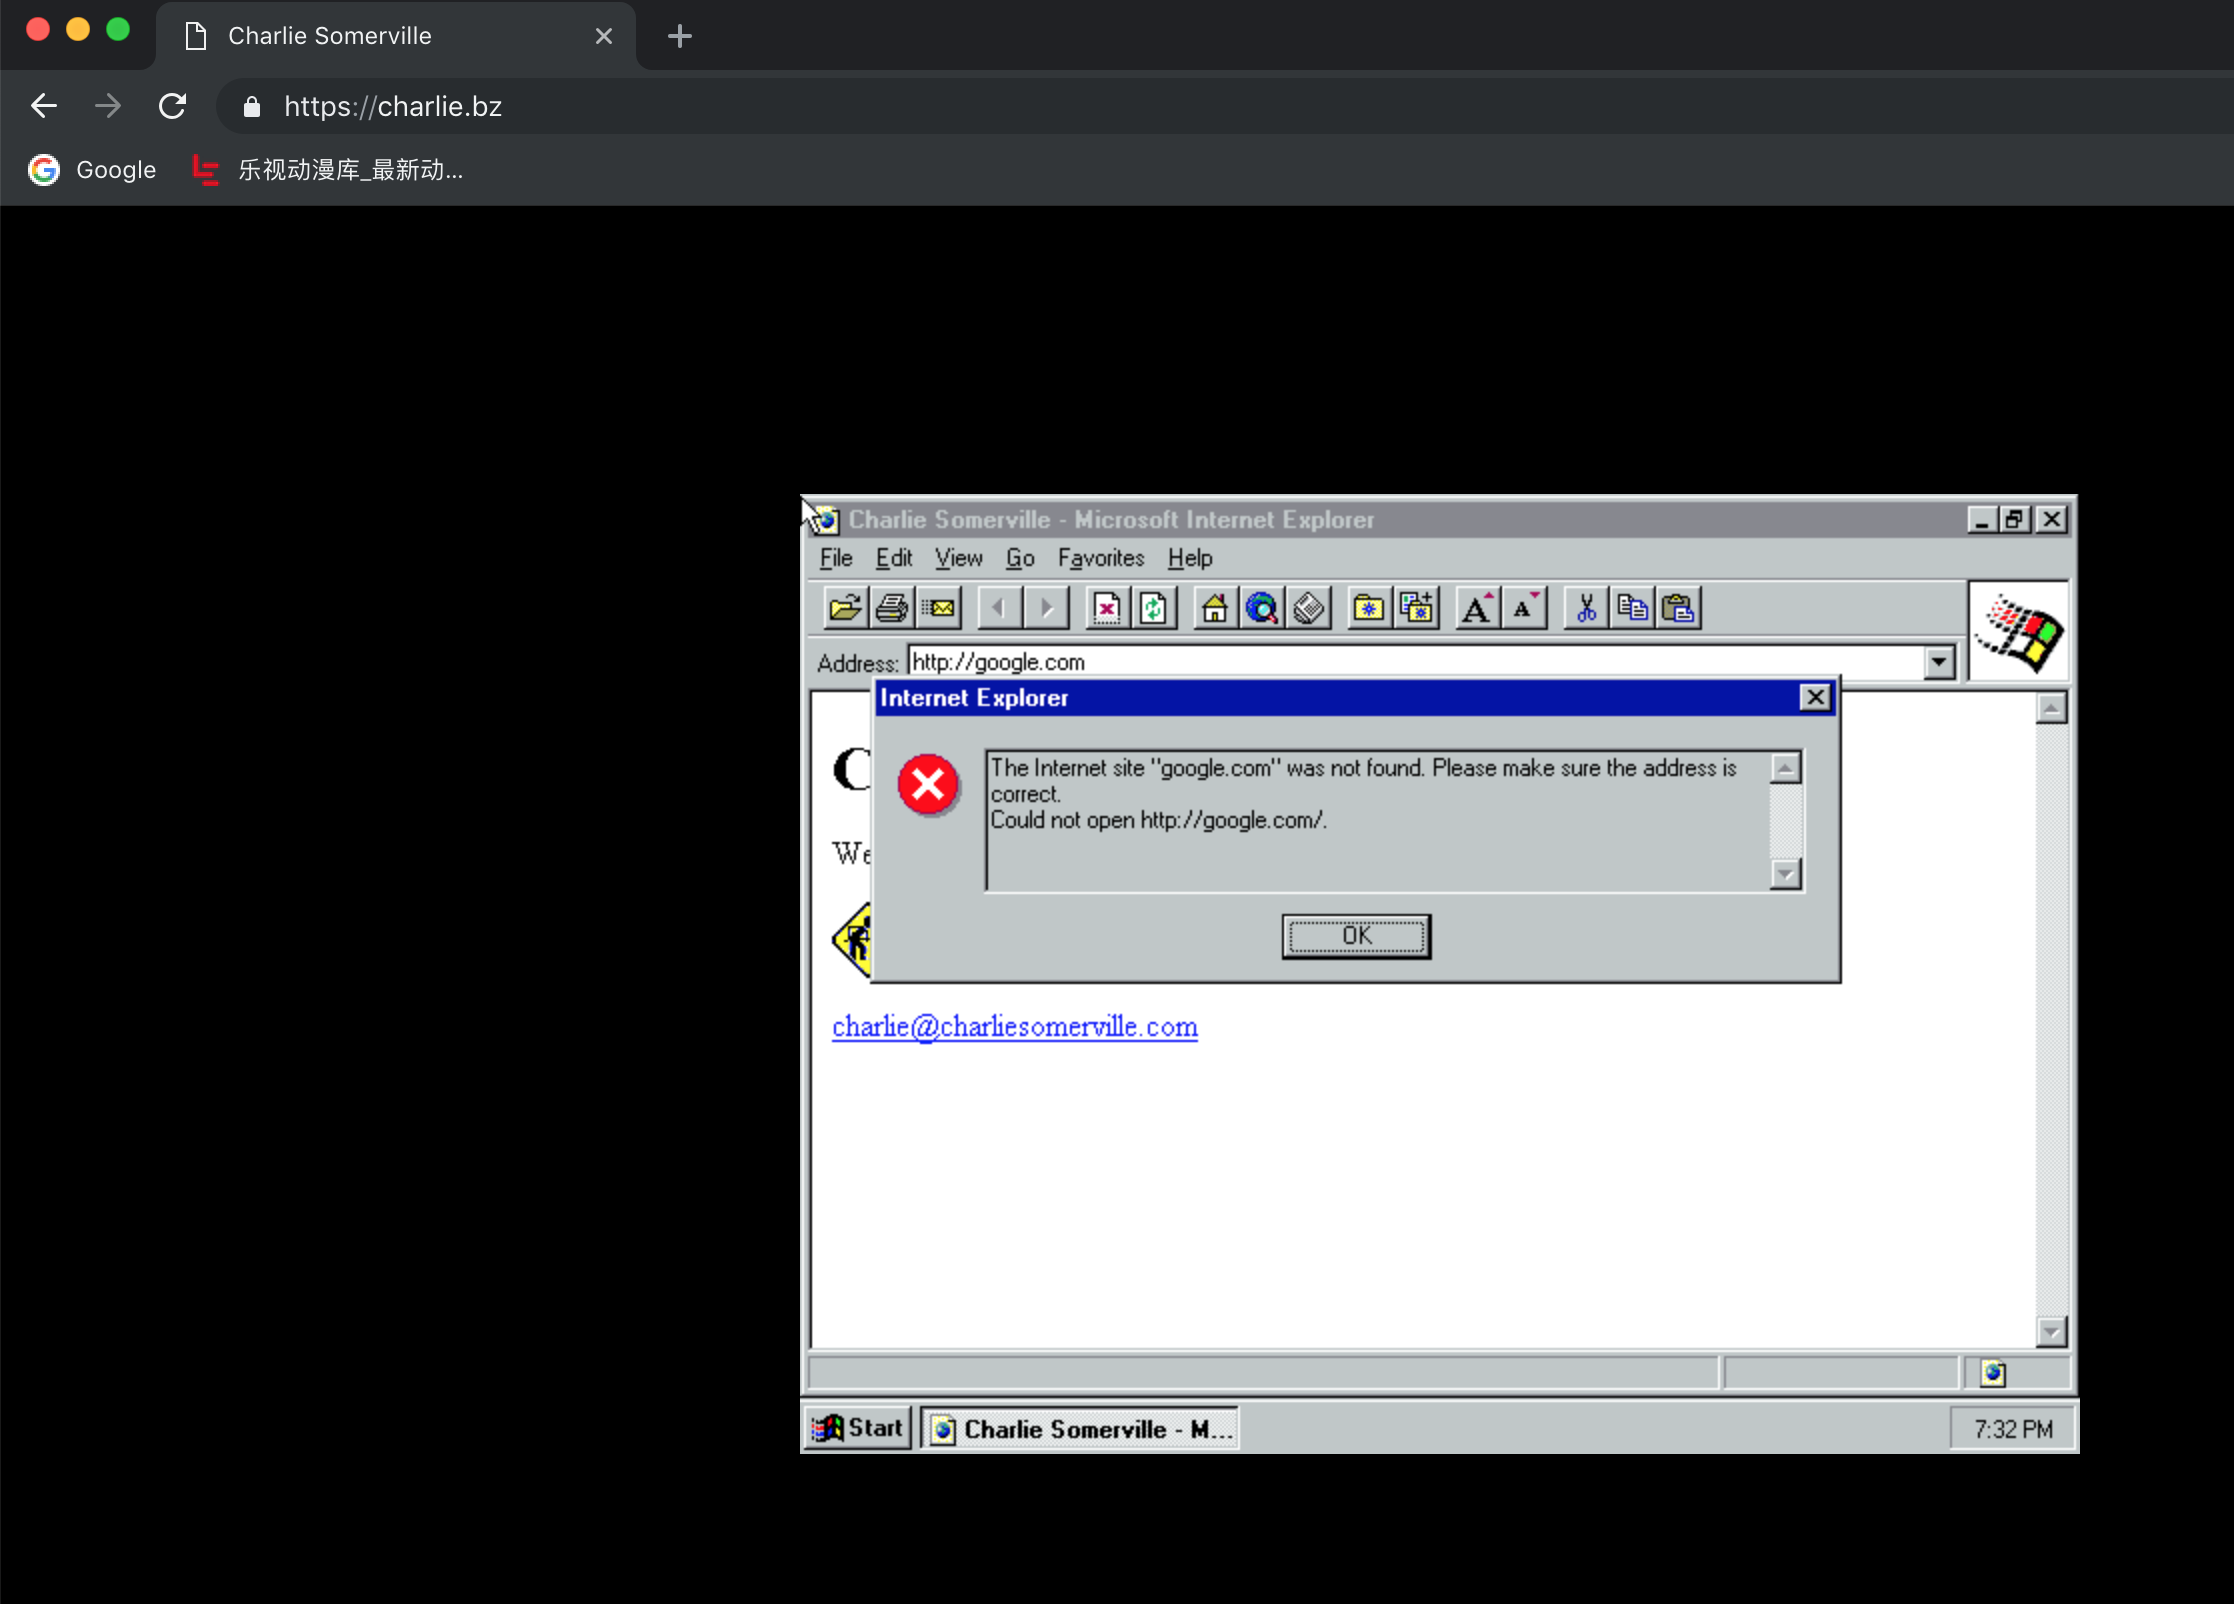 Charlie Somerville
https://charlie.bz
Google 乐视动漫库_最新动...
Charlie Somerville - Microsoft Internet Explorer
File Edit View Go Favorites Help
Address: http://google.com
Internet Explorer
The Internet site "google.com" was not found. Please make sure the address is
correct.
Could not open http://google.com/.
OK
charlie@charliesomerville.com
Start Charlie Somerville - M... 7:32 PM